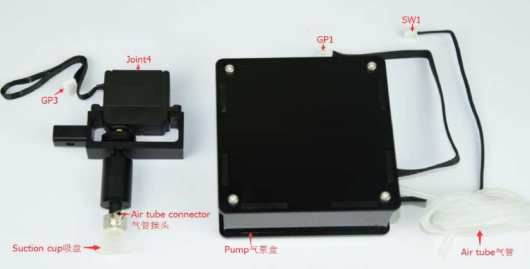 SW1
GP1
Joint4
GP3
Air tube connector
气管接头
Suction cup吸盘
Pump气泵盒
Air tube气管